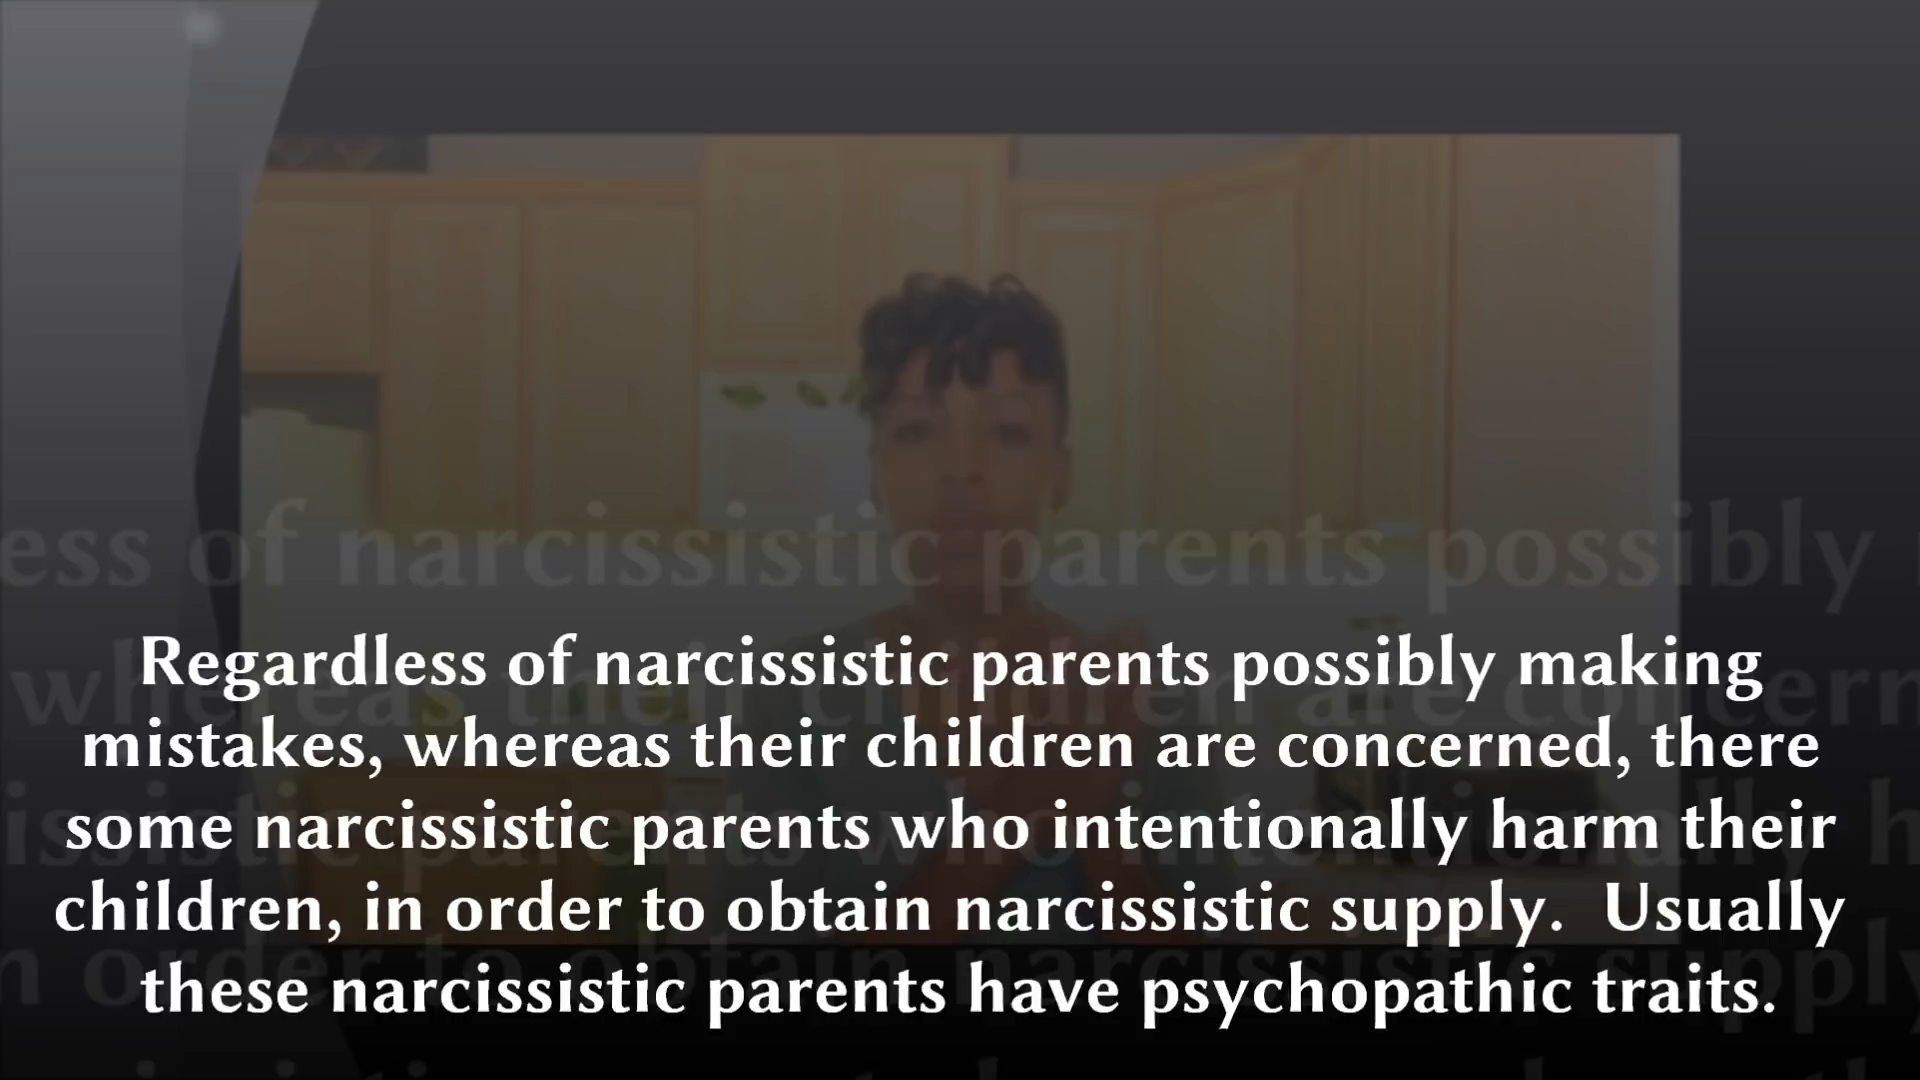 Regardless of narcissistic parents possibly making
mistakes, whereas their children are concerned, there
some narcissistic parents who intentionally harm their
children, in order to obtain narcissistic supply.  Usually
these narcissistic parents have psychopathic traits.